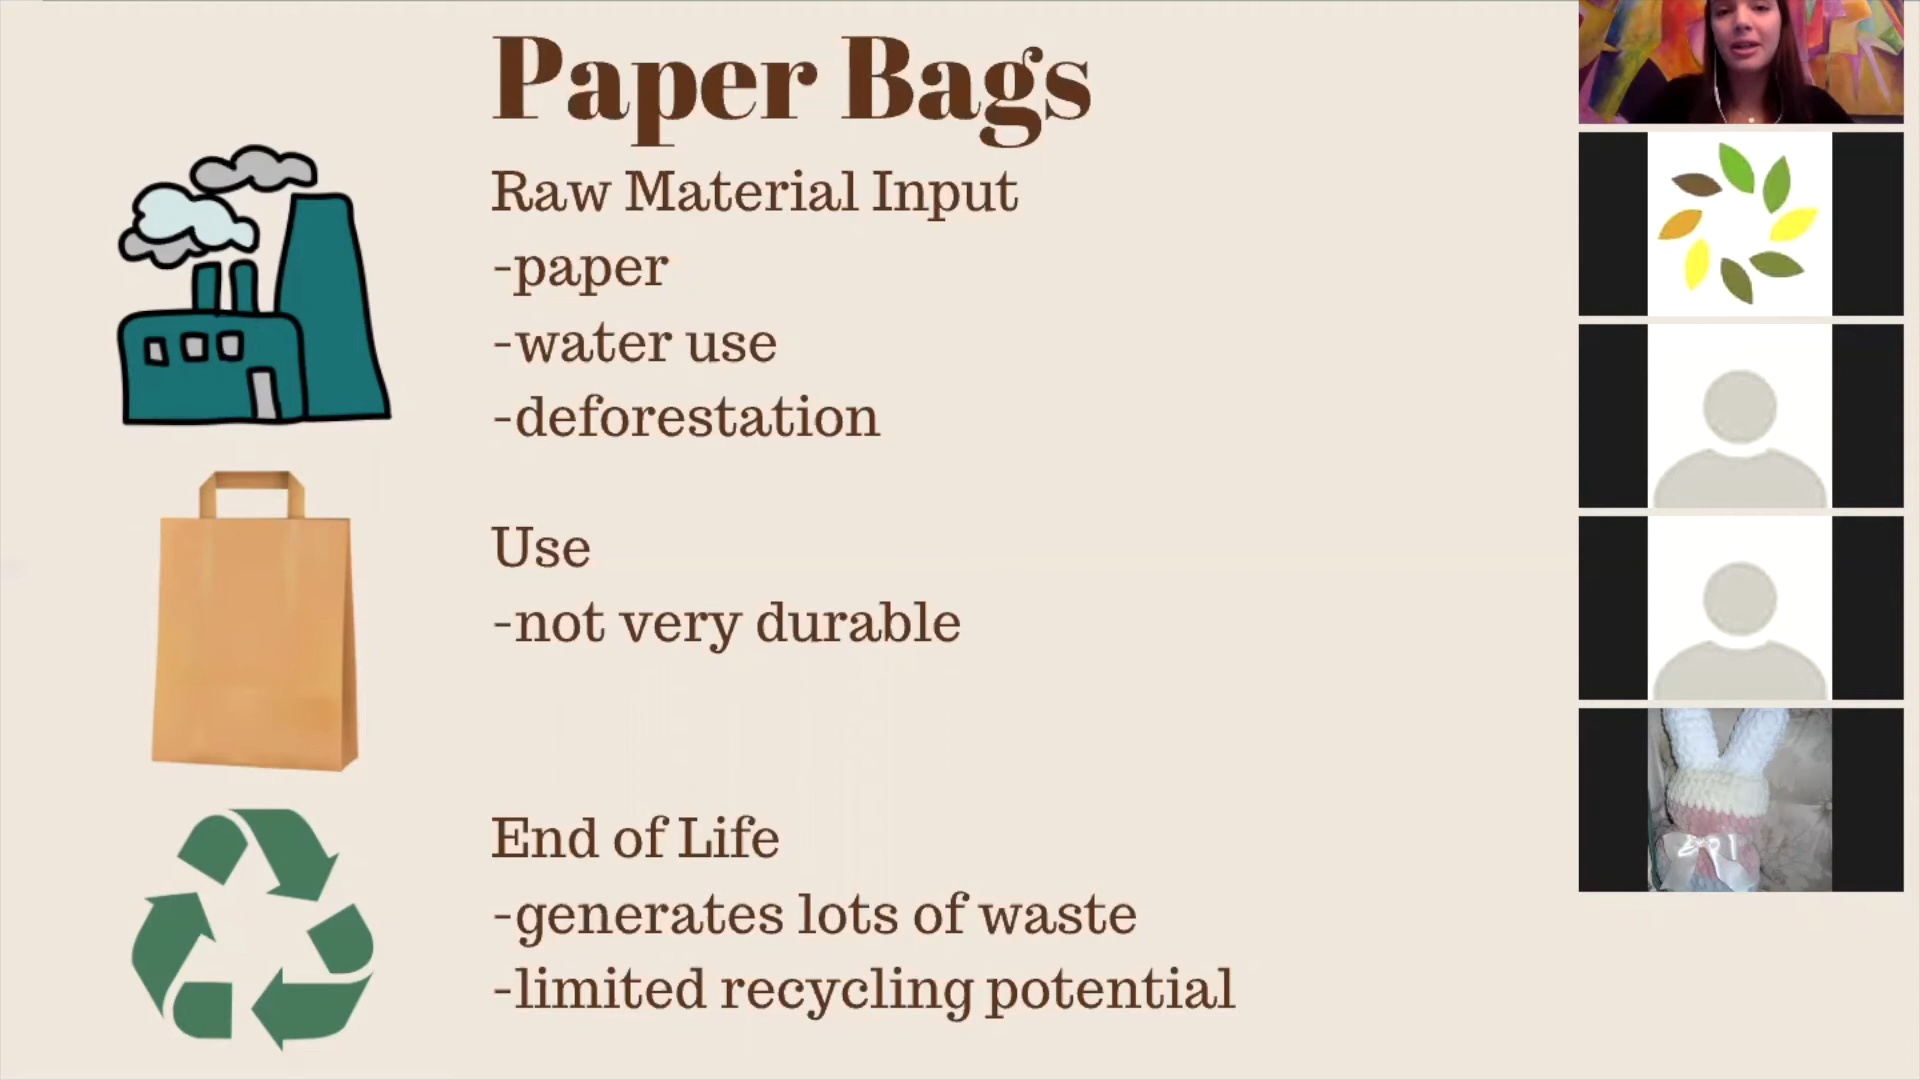 Paper Bags
Raw Material Input
-paper
-water use
-deforestation
Use
-not very durable
End of Life
-generates lots of waste
-limited recycling potential